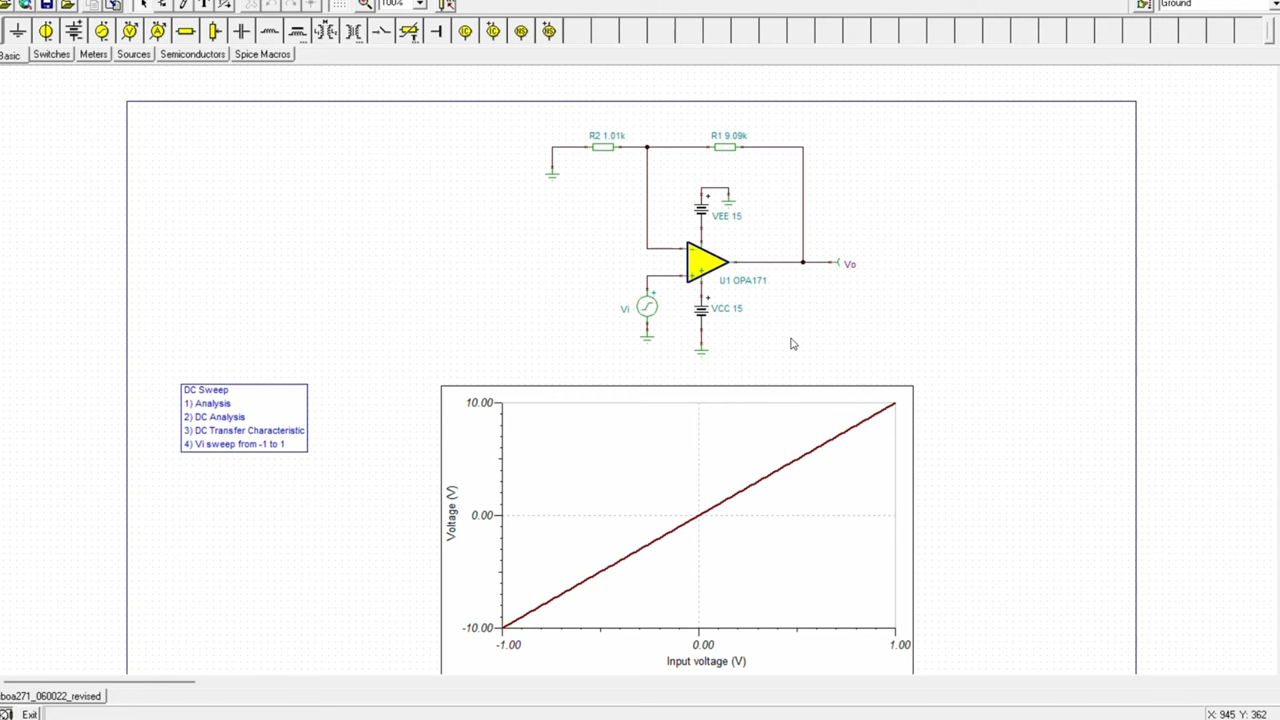 100%
Ground
Basic
Switches
Meters
Sources
Semiconductors
Spice Macros
R2 1.01k
R1 9.09k
VEE 15
Vo
U1 OPA171
Vi
VCC 15
DC Sweep
1) Analysis
2) DC Analysis
3) DC Transfer Characteristic
4) Vi sweep from -1 to 1
10.00
Voltage (V)
0.00
-10.00
-1.00
0.00
1.00
Input voltage (V)
boa271_060022_revised
Exit
X: 945 Y: 362